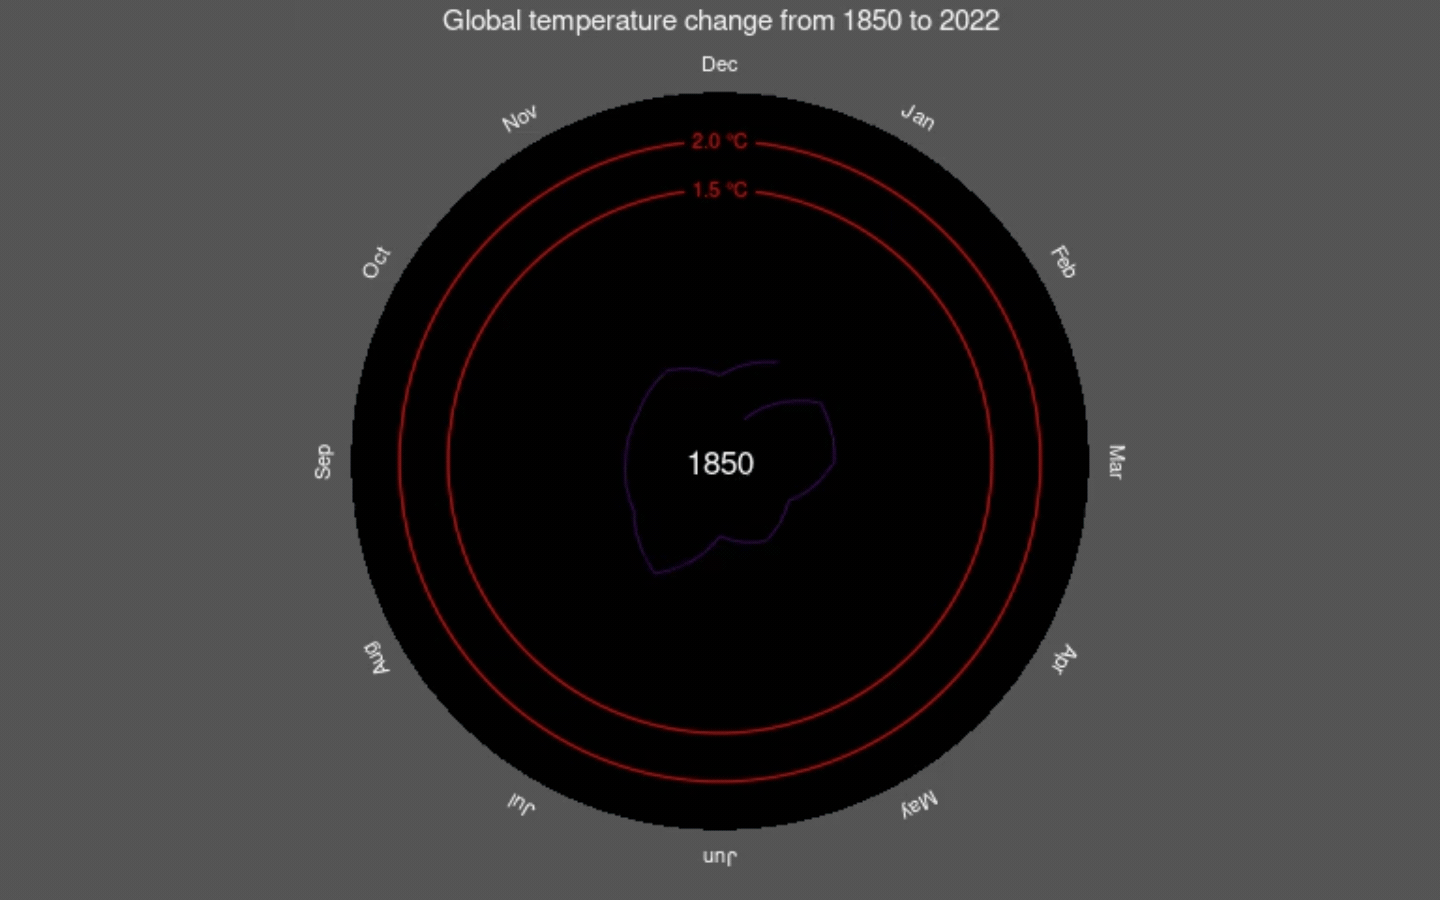 Global temperature change from 1850 to 2022
Dec
Nov
Jan
2.0 °C
1.5 °C
Oct
Feb
Sep
1850
Mar
Aug
Apr
Jul
May
Jun